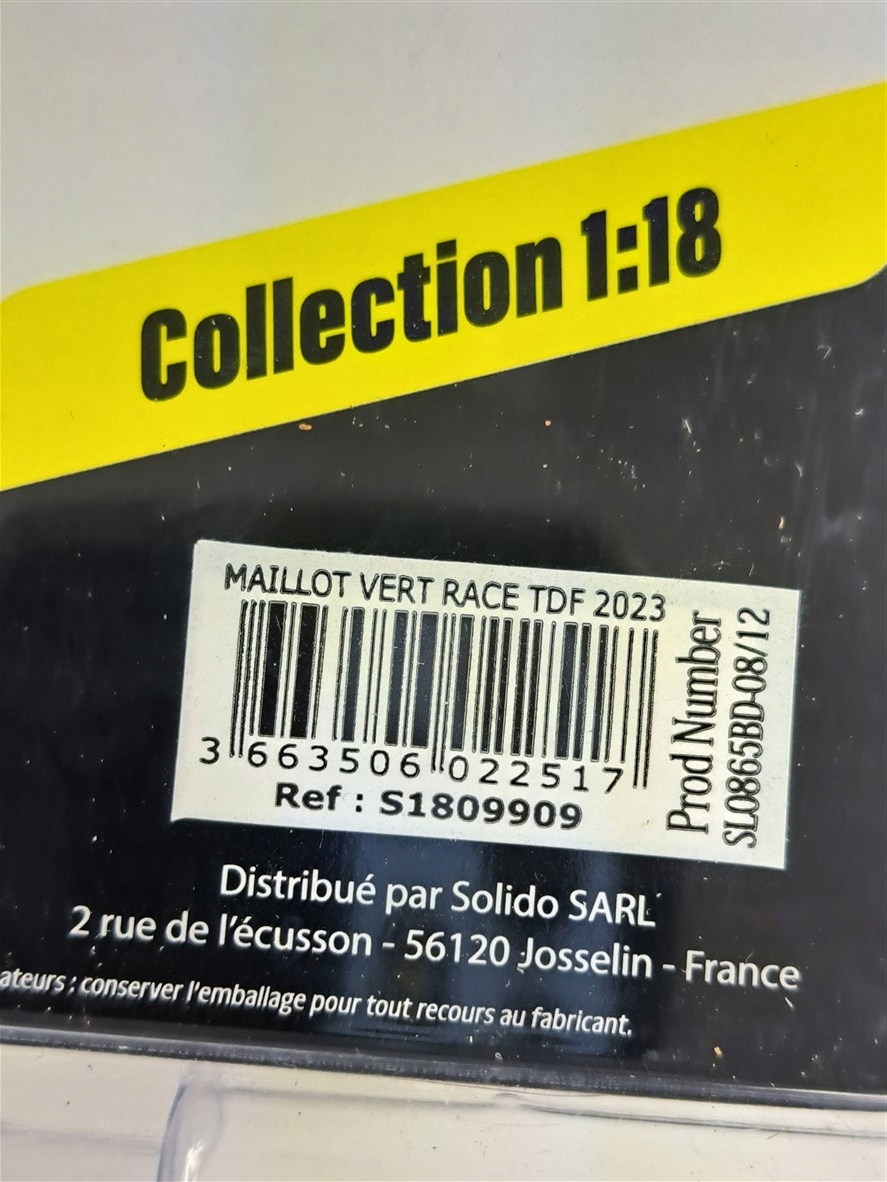 Collection 1:18
MAILLOT VERT RACE TDF 2023
3 663506 022517
Ref : S1809909
Prod Number
SL0865BD-08/12
Distribué par Solido SARL
2 rue de l'écusson - 56120 Josselin - France
ateurs : conserver l'emballage pour tout recours au fabricant.